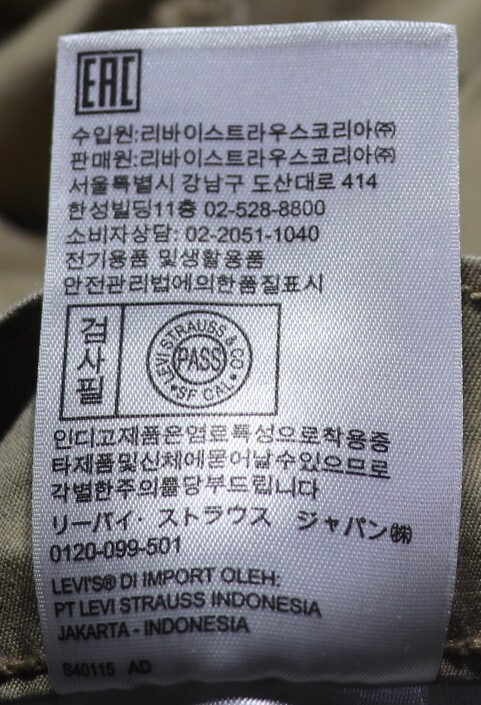 EAC
수입원:리바이스트라우스코리아㈜
판매원:리바이스트라우스코리아㈜
서울특별시 강남구 도산대로 414
한성빌딩11층 02-528-8800
소비자상담: 02-2051-1040
전기용품 및생활용품
안전관리법에의한품질표시
검사필
LEVI STRAUSS & CO
PASS
SF CAL
인디고제품은염료특성으로착용중
타제품및신체에묻어날수있으므로
각별한주의를당부드립니다
リーバイ・ストラウス ジャパン㈱
0120-099-501
LEVI'S® DI IMPORT OLEH:
PT LEVI STRAUSS INDONESIA
JAKARTA - INDONESIA
S40115 AD